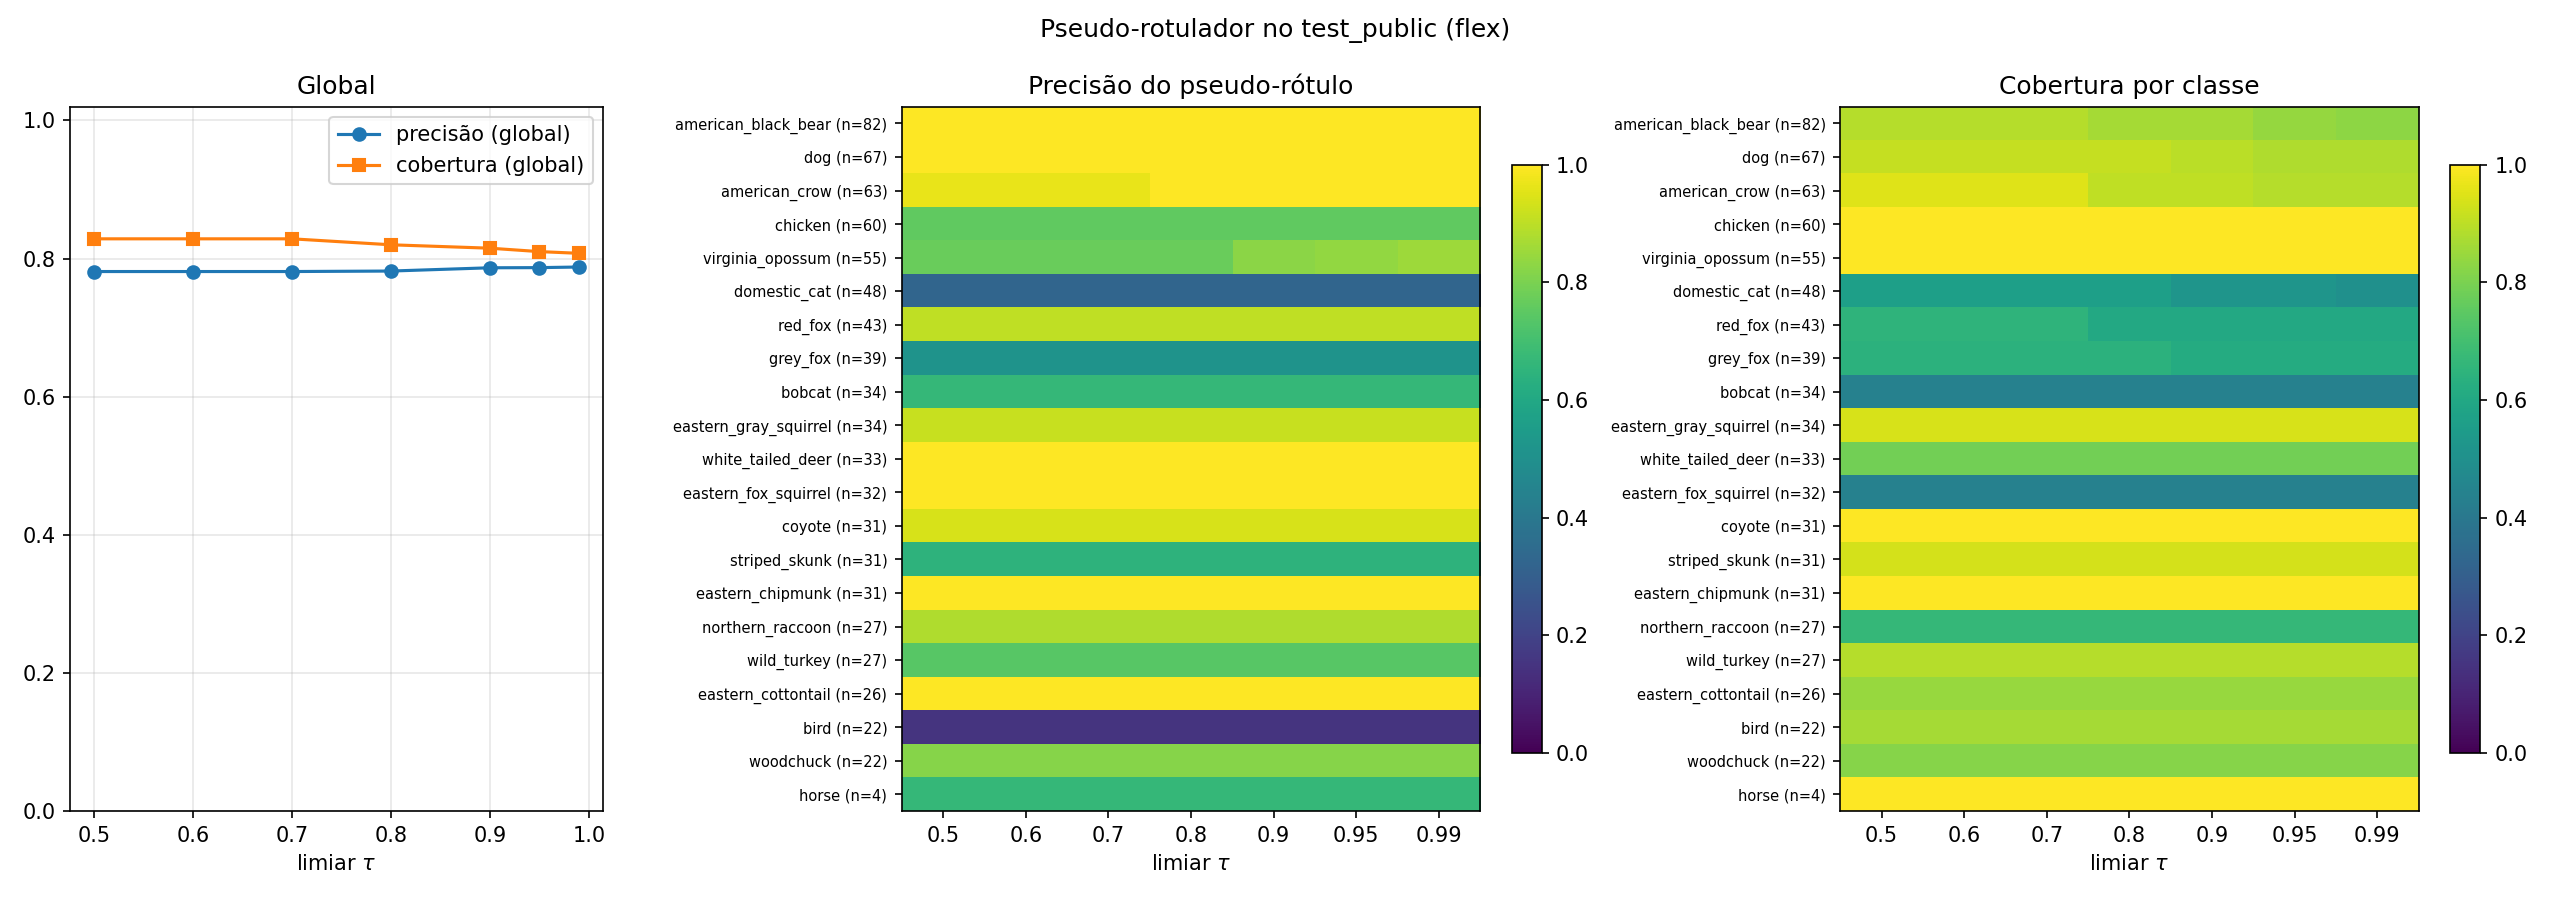 Pseudo-rotulador no test_public (flex)
Global
1.0
0.8
0.6
0.4
0.2
0.0
precisão (global)
cobertura (global)
0.5 0.6 0.7 0.8 0.9 1.0
limiar τ
Precisão do pseudo-rótulo
american_black_bear (n=82)
dog (n=67)
american_crow (n=63)
chicken (n=60)
virginia_opossum (n=55)
domestic_cat (n=48)
red_fox (n=43)
grey_fox (n=39)
bobcat (n=34)
eastern_gray_squirrel (n=34)
white_tailed_deer (n=33)
eastern_fox_squirrel (n=32)
coyote (n=31)
striped_skunk (n=31)
eastern_chipmunk (n=31)
northern_raccoon (n=27)
wild_turkey (n=27)
eastern_cottontail (n=26)
bird (n=22)
woodchuck (n=22)
horse (n=4)
0.5 0.6 0.7 0.8 0.9 0.95 0.99
limiar τ
1.0
0.8
0.6
0.4
0.2
0.0
Cobertura por classe
american_black_bear (n=82)
dog (n=67)
american_crow (n=63)
chicken (n=60)
virginia_opossum (n=55)
domestic_cat (n=48)
red_fox (n=43)
grey_fox (n=39)
bobcat (n=34)
eastern_gray_squirrel (n=34)
white_tailed_deer (n=33)
eastern_fox_squirrel (n=32)
coyote (n=31)
striped_skunk (n=31)
eastern_chipmunk (n=31)
northern_raccoon (n=27)
wild_turkey (n=27)
eastern_cottontail (n=26)
bird (n=22)
woodchuck (n=22)
horse (n=4)
0.5 0.6 0.7 0.8 0.9 0.95 0.99
limiar τ
1.0
0.8
0.6
0.4
0.2
0.0